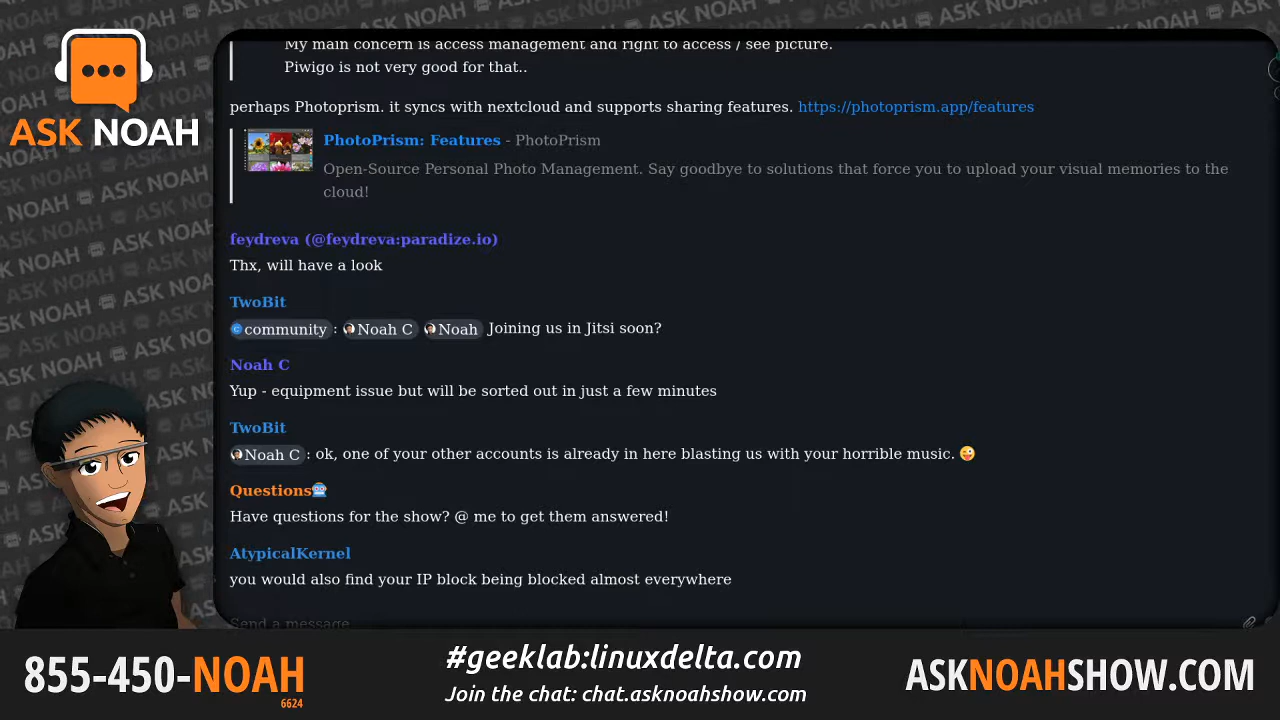 My main concern is access management and right to access / see picture.
Piwigo is not very good for that..
perhaps Photoprism. it syncs with nextcloud and supports sharing features. https://photoprism.app/features
PhotoPrism: Features - PhotoPrism
Open-Source Personal Photo Management. Say goodbye to solutions that force you to upload your visual memories to the
cloud!
feydreva (@feydreva:paradize.io)
Thx, will have a look
TwoBit
community : Noah C Noah Joining us in Jitsi soon?
Noah C
Yup - equipment issue but will be sorted out in just a few minutes
TwoBit
Noah C : ok, one of your other accounts is already in here blasting us with your horrible music. 😜
Questions🤖
Have questions for the show? @ me to get them answered!
AtypicalKernel
you would also find your IP block being blocked almost everywhere
Send a message
ASK NOAH
855-450-NOAH
6624
#geeklab:linuxdelta.com
Join the chat: chat.asknoahshow.com
ASKNOAHSHOW.COM